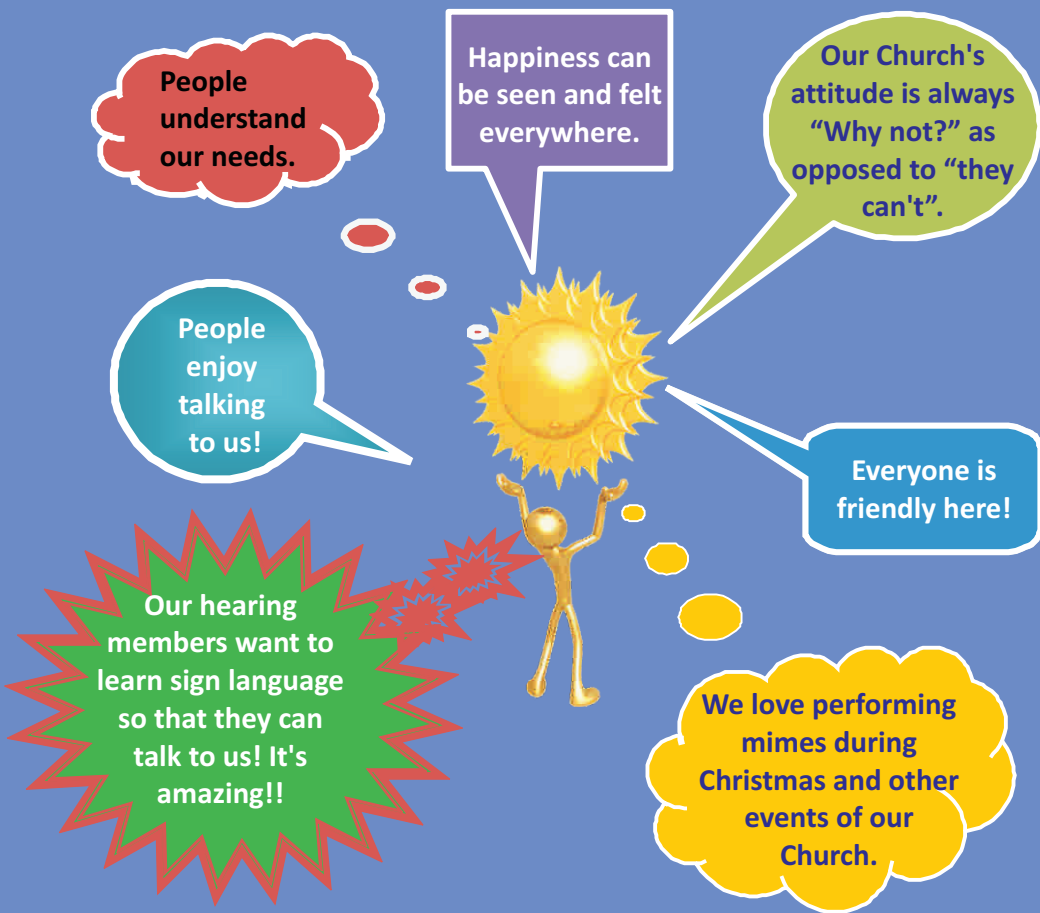 People
understand
our needs.
Happiness can
be seen and felt
everywhere.
Our Church's
attitude is always
“Why not?” as
opposed to “they
can't”.
People
enjoy
talking
to us!
Everyone is
friendly here!
Our hearing
members want to
learn sign language
so that they can
talk to us! It's
amazing!!
We love performing
mimes during
Christmas and other
events of our
Church.